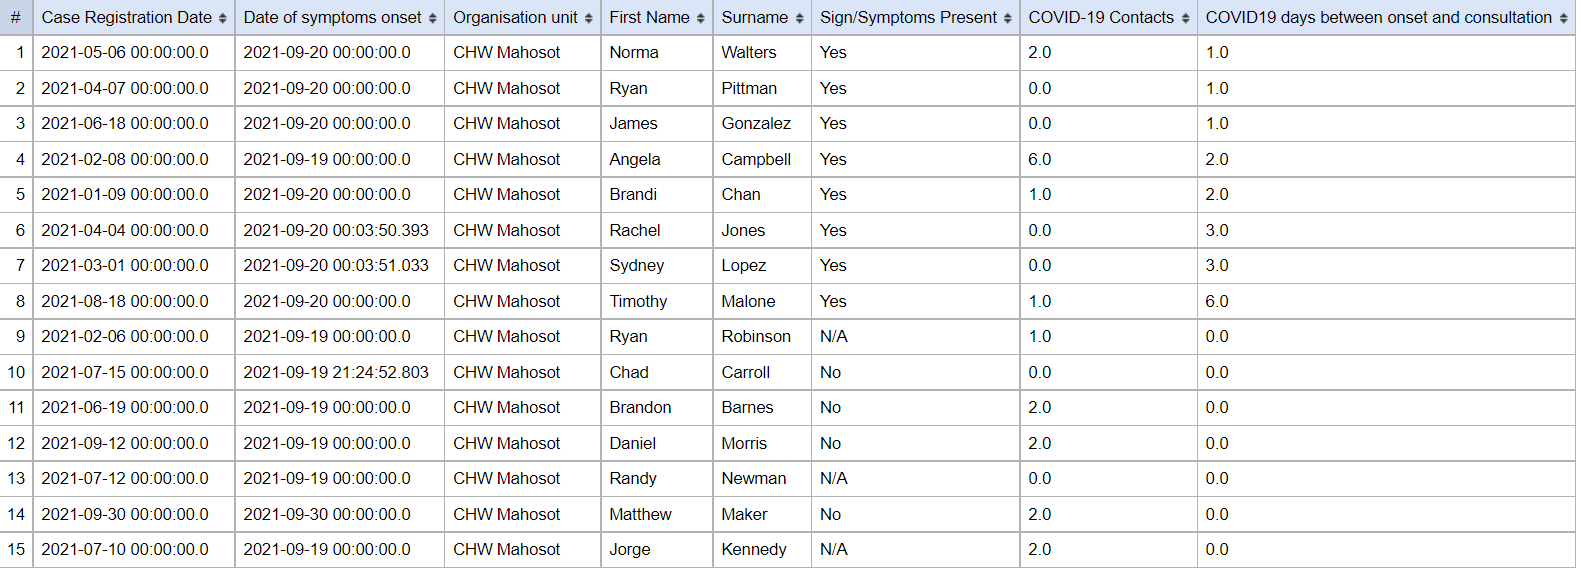 # Case Registration Date Date of symptoms onset Organisation unit First Name Surname Sign/Symptoms Present COVID-19 Contacts COVID19 days between onset and consultation
1 2021-05-06 00:00:00.0 2021-09-20 00:00:00.0 CHW Mahosot Norma Walters Yes 2.0 1.0
2 2021-04-07 00:00:00.0 2021-09-20 00:00:00.0 CHW Mahosot Ryan Pittman Yes 0.0 1.0
3 2021-06-18 00:00:00.0 2021-09-20 00:00:00.0 CHW Mahosot James Gonzalez Yes 0.0 1.0
4 2021-02-08 00:00:00.0 2021-09-19 00:00:00.0 CHW Mahosot Angela Campbell Yes 6.0 2.0
5 2021-01-09 00:00:00.0 2021-09-20 00:00:00.0 CHW Mahosot Brandi Chan Yes 1.0 2.0
6 2021-04-04 00:00:00.0 2021-09-20 00:03:50.393 CHW Mahosot Rachel Jones Yes 0.0 3.0
7 2021-03-01 00:00:00.0 2021-09-20 00:03:51.033 CHW Mahosot Sydney Lopez Yes 0.0 3.0
8 2021-08-18 00:00:00.0 2021-09-20 00:00:00.0 CHW Mahosot Timothy Malone Yes 1.0 6.0
9 2021-02-06 00:00:00.0 2021-09-19 00:00:00.0 CHW Mahosot Ryan Robinson N/A 1.0 0.0
10 2021-07-15 00:00:00.0 2021-09-19 21:24:52.803 CHW Mahosot Chad Carroll No 0.0 0.0
11 2021-06-19 00:00:00.0 2021-09-19 00:00:00.0 CHW Mahosot Brandon Barnes No 2.0 0.0
12 2021-09-12 00:00:00.0 2021-09-19 00:00:00.0 CHW Mahosot Daniel Morris No 2.0 0.0
13 2021-07-12 00:00:00.0 2021-09-19 00:00:00.0 CHW Mahosot Randy Newman N/A 0.0 0.0
14 2021-09-30 00:00:00.0 2021-09-30 00:00:00.0 CHW Mahosot Matthew Maker No 2.0 0.0
15 2021-07-10 00:00:00.0 2021-09-19 00:00:00.0 CHW Mahosot Jorge Kennedy N/A 2.0 0.0